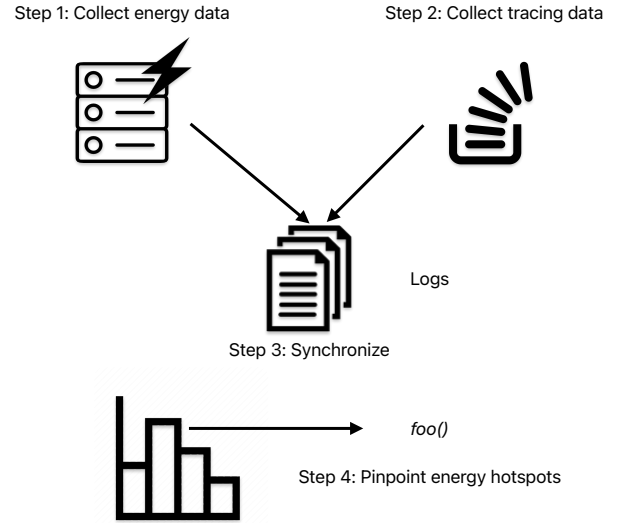 Step 1: Collect energy data
Step 2: Collect tracing data
Logs
Step 3: Synchronize
foo()
Step 4: Pinpoint energy hotspots